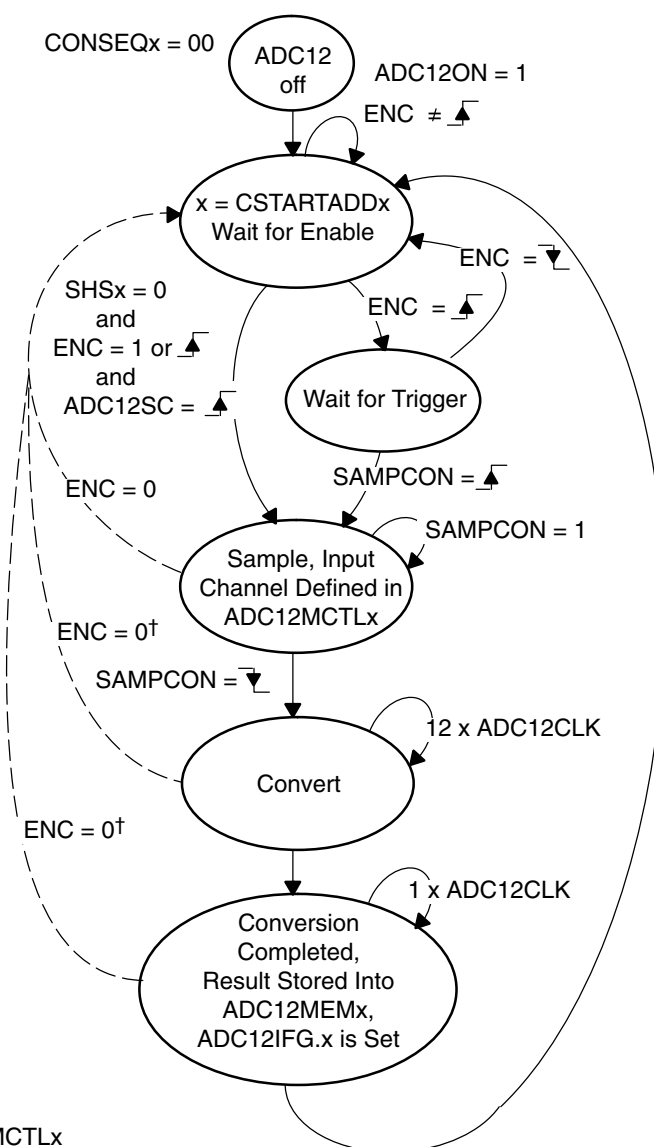 CONSEQx = 00
ADC12
off
ADC12ON = 1
ENC ≠
x = CSTARTADDx
Wait for Enable
ENC =
SHSx = 0
and
ENC = 1 or
and
ADC12SC =
ENC =
Wait for Trigger
SAMPCON =
ENC = 0
SAMPCON = 1
Sample, Input
Channel Defined in
ADC12MCTLx
ENC = 0†
SAMPCON =
12 x ADC12CLK
Convert
ENC = 0†
1 x ADC12CLK
Conversion
Completed,
Result Stored Into
ADC12MEMx,
ADC12IFG.x is Set